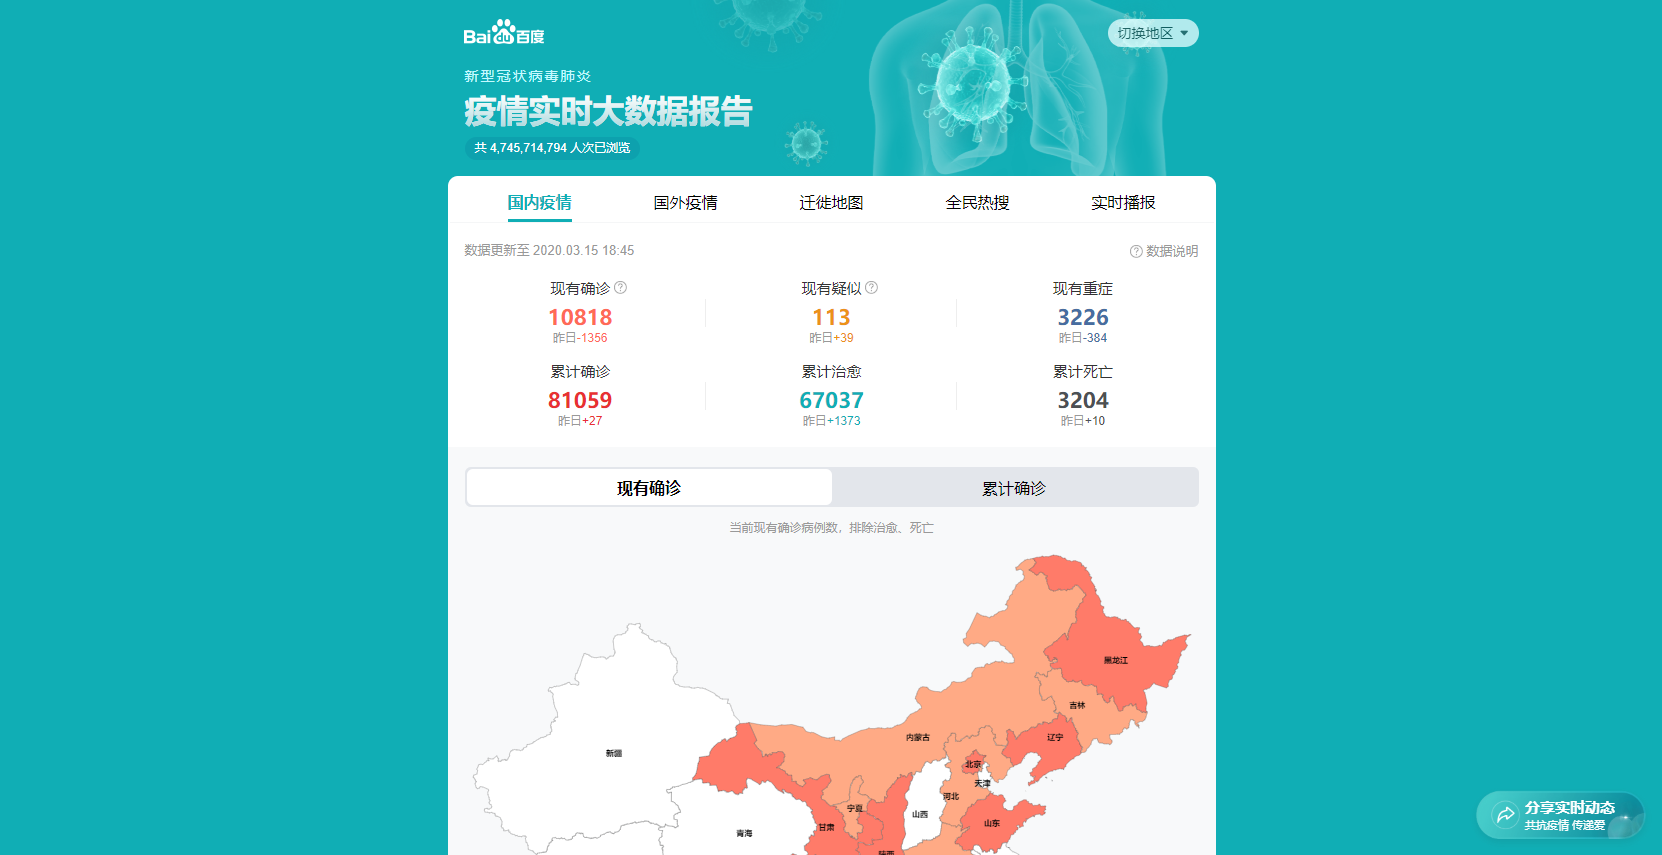 Baidu百度
切换地区
新型冠状病毒肺炎
疫情实时大数据报告
共 4,745,714,794 人次已浏览
国内疫情 国外疫情 迁徙地图 全民热搜 实时播报
数据更新至 2020.03.15 18:45
? 数据说明
现有确诊 ? 现有疑似 ? 现有重症
10818 113 3226
昨日-1356 昨日+39 昨日-384
累计确诊 累计治愈 累计死亡
81059 67037 3204
昨日+27 昨日+1373 昨日+10
现有确诊 累计确诊
当前现有确诊病例数，排除治愈、死亡
黑龙江
吉林
内蒙古
辽宁
新疆
北京
天津
河北
宁夏
山西
山东
甘肃
青海
陕西
分享实时动态
共抗疫情 传递爱